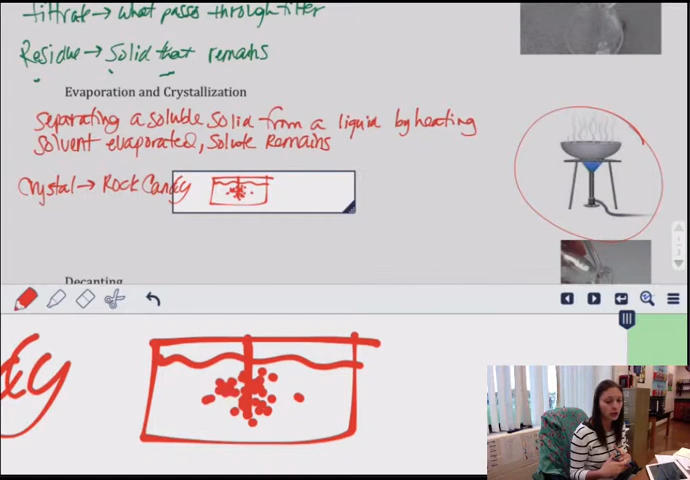 filtrate → what passes through filter
Residue → Solid that remains
Evaporation and Crystallization
Separating a soluble solid from a liquid by heating
solvent evaporated, solute remains
Crystal → Rock Candy
Decanting
dy